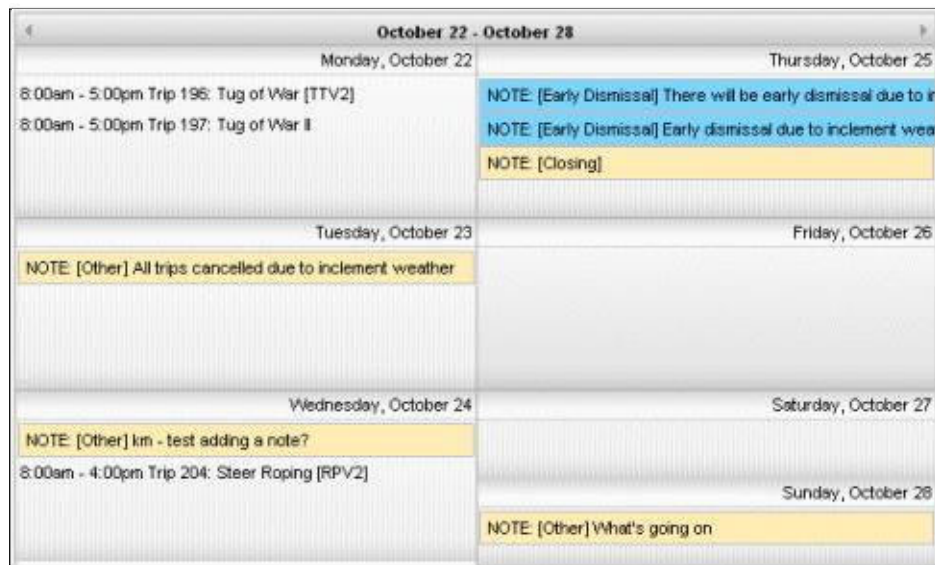 October 22 - October 28
Monday, October 22
8:00am - 5:00pm Trip 196: Tug of War [TTV2]
8:00am - 5:00pm Trip 197: Tug of War II
Tuesday, October 23
NOTE: [Other] All trips cancelled due to inclement weather
Wednesday, October 24
NOTE: [Other] km - test adding a note?
8:00am - 4:00pm Trip 204: Steer Roping [RPV2]
Thursday, October 25
NOTE: [Early Dismissal] There will be early dismissal due to
NOTE: [Early Dismissal] Early dismissal due to inclement
NOTE: [Closing]
Friday, October 26
Saturday, October 27
Sunday, October 28
NOTE: [Other] What's going on